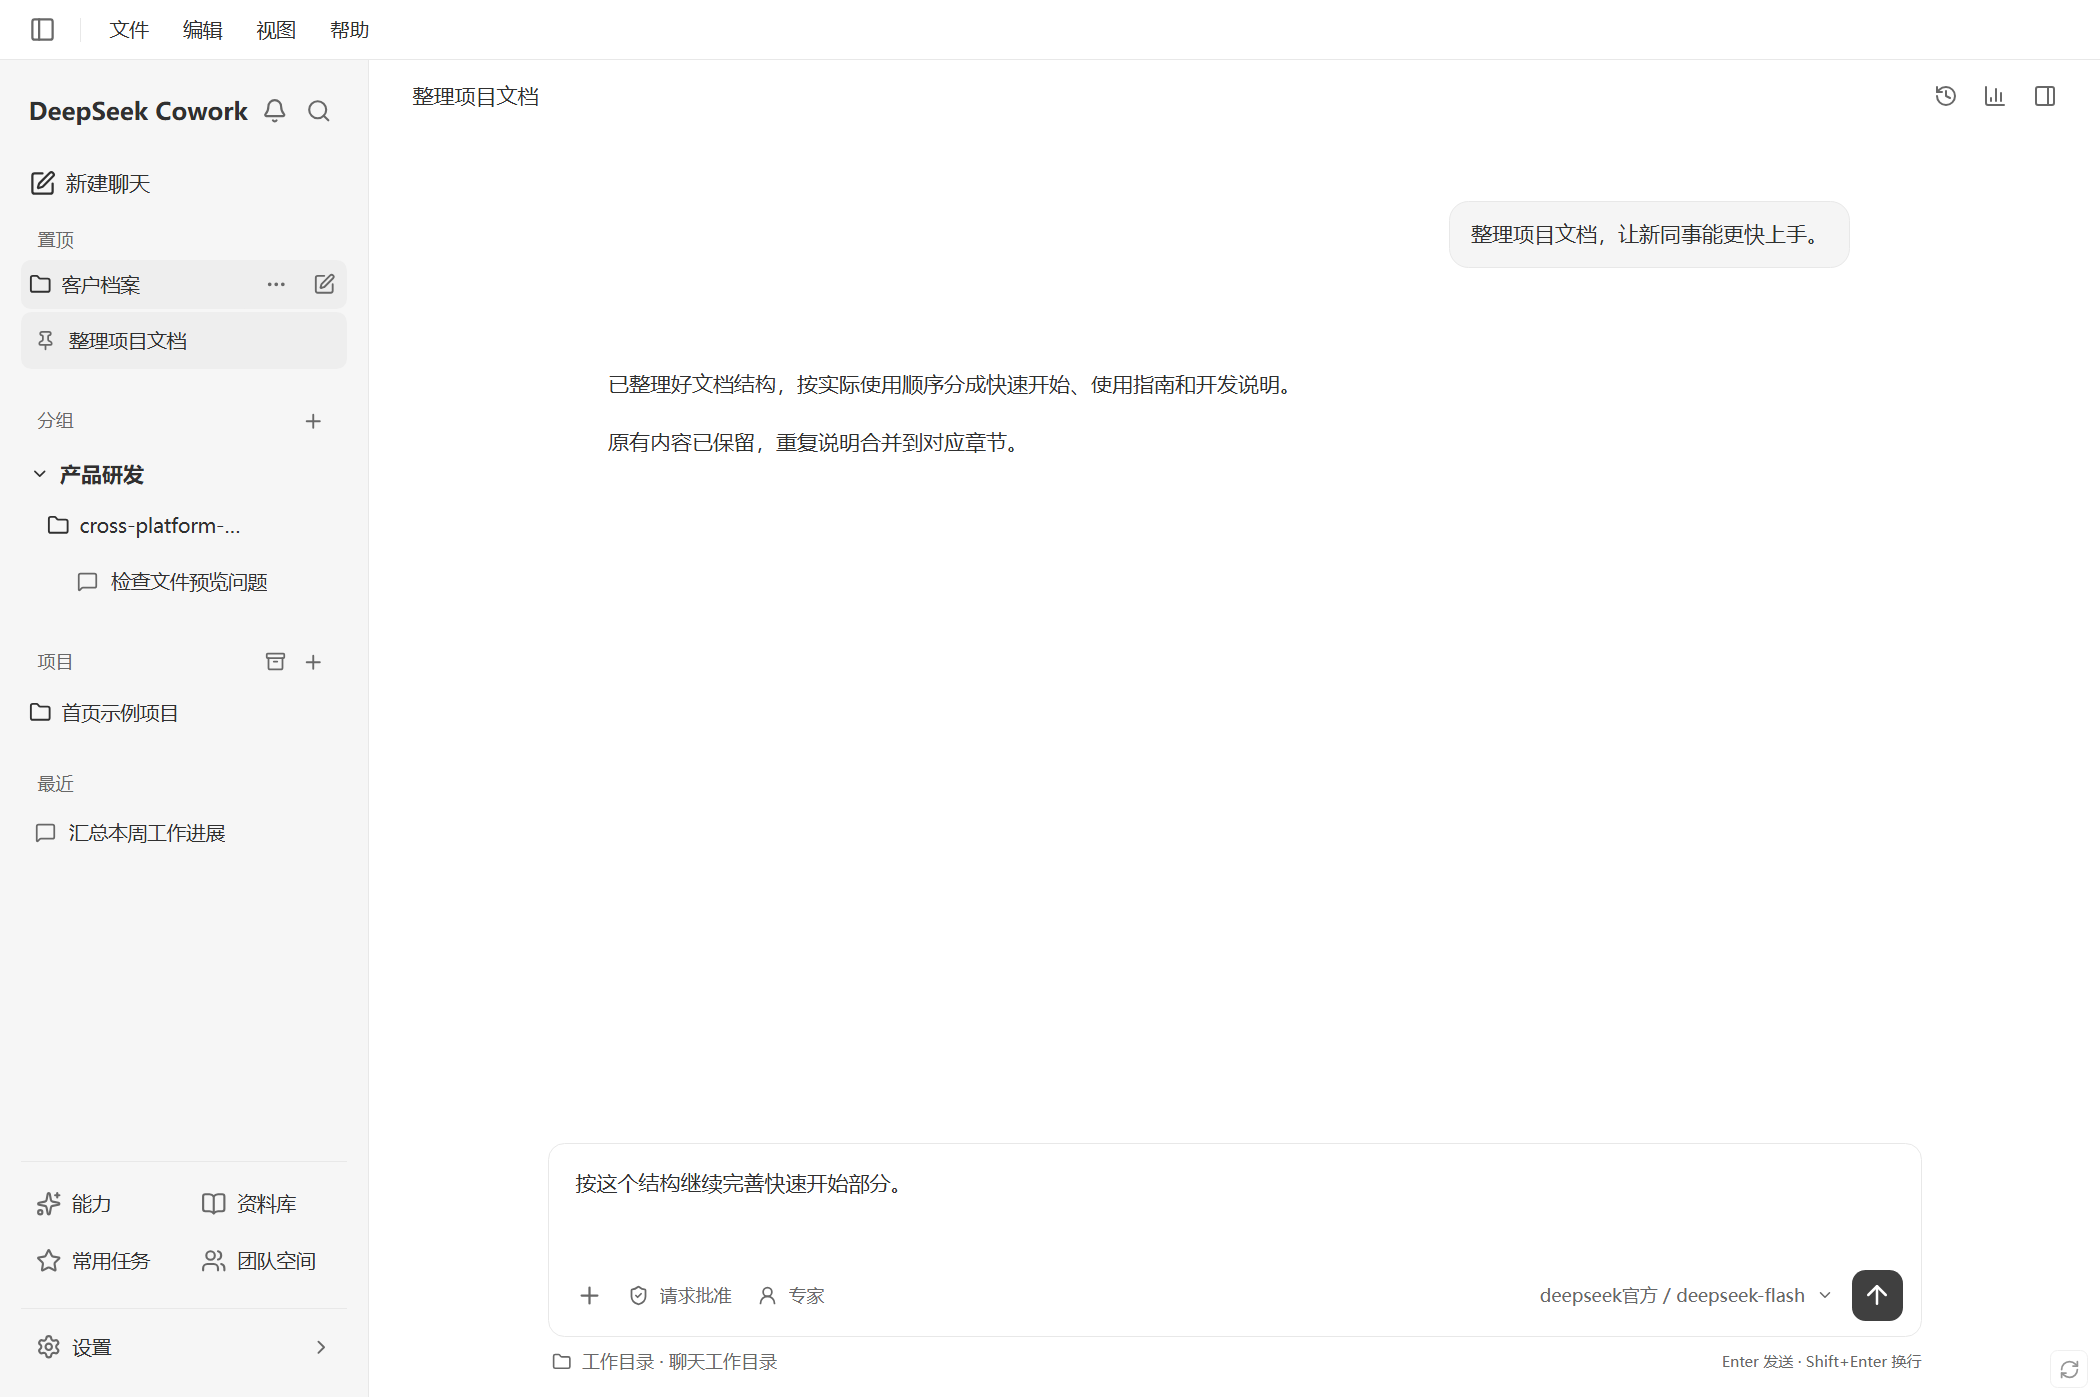 文件 编辑 视图 帮助
DeepSeek Cowork
新建聊天
置顶
客户档案
整理项目文档
分组
产品研发
cross-platform-...
检查文件预览问题
项目
首页示例项目
最近
汇总本周工作进展
能力 资料库
常用任务 团队空间
设置
整理项目文档
整理项目文档，让新同事能更快上手。
已整理好文档结构，按实际使用顺序分成快速开始、使用指南和开发说明。
原有内容已保留，重复说明合并到对应章节。
按这个结构继续完善快速开始部分。
请求批准 专家 deepseek官方 / deepseek-flash
工作目录 · 聊天工作目录 Enter 发送 · Shift+Enter 换行